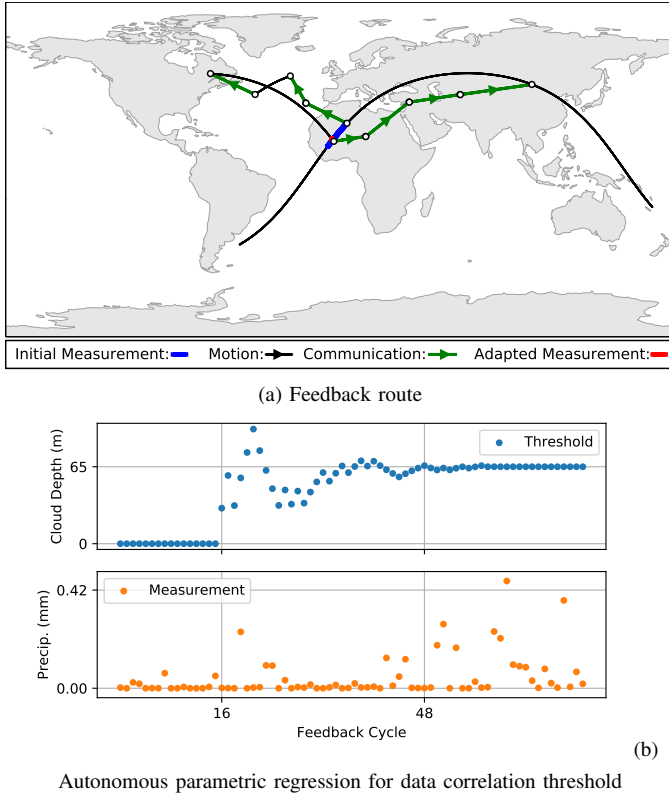 Initial Measurement: Motion: Communication: Adapted Measurement:
(a) Feedback route
Cloud Depth (m)
65
0
Threshold
Precip. (mm)
0.42
0.00
Measurement
16 48
Feedback Cycle
(b)
Autonomous parametric regression for data correlation threshold